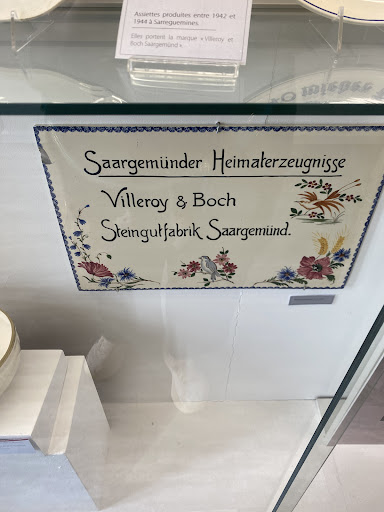 Assiettes produites entre 1942 et
1944 à Sarreguemines
Elles portent la marque « Villeroy et
Boch Saargemünd ».
Saargemünder Heimaterzeugnisse
Villeroy & Boch
Steingutfabrik Saargemünd.